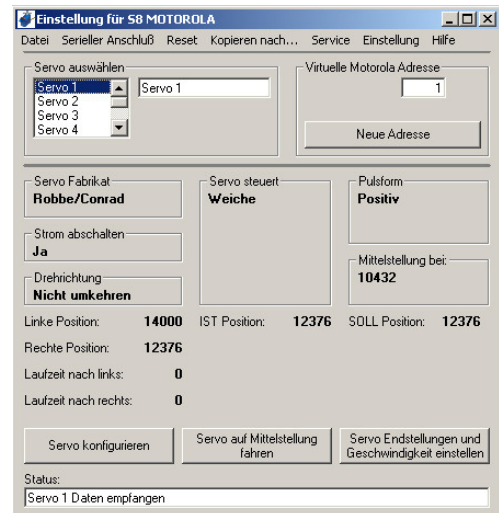 Einstellung für S8 MOTOROLA
Datei Serieller Anschluß Reset Kopieren nach... Service Einstellung Hilfe
Servo auswählen
Servo 1
Servo 2
Servo 3
Servo 4
Servo 1
Virtuelle Motorola Adresse
1
Neue Adresse
Servo Fabrikat
Robbe/Conrad
Servo steuert
Weiche
Pulsform
Positiv
Strom abschalten
Ja
Mittelstellung bei:
10432
Drehrichtung
Nicht umkehren
Linke Position: 14000 IST Position: 12376 SOLL Position: 12376
Rechte Position: 12376
Laufzeit nach links: 0
Laufzeit nach rechts: 0
Servo konfigurieren
Servo auf Mittelstellung
fahren
Servo Endstellungen und
Geschwindigkeit einstellen
Status:
Servo 1 Daten empfangen